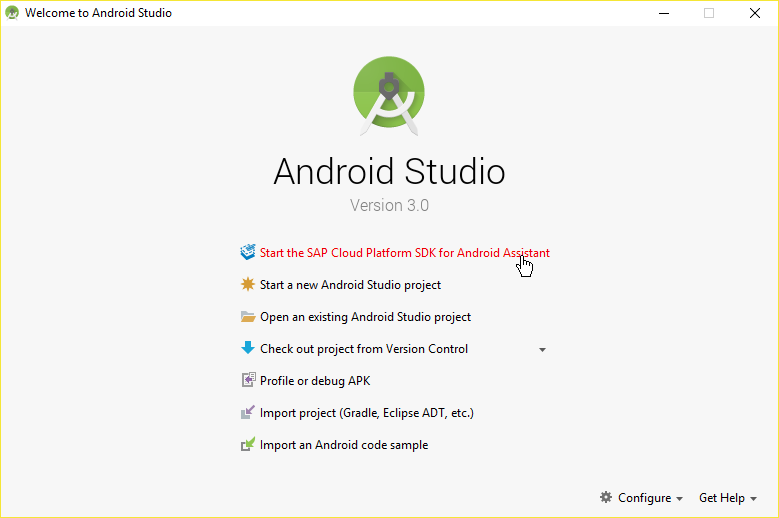 Welcome to Android Studio
Android Studio
Version 3.0
Start the SAP Cloud Platform SDK for Android Assistant
Start a new Android Studio project
Open an existing Android Studio project
Check out project from Version Control
Profile or debug APK
Import project (Gradle, Eclipse ADT, etc.)
Import an Android code sample
Configure Get Help